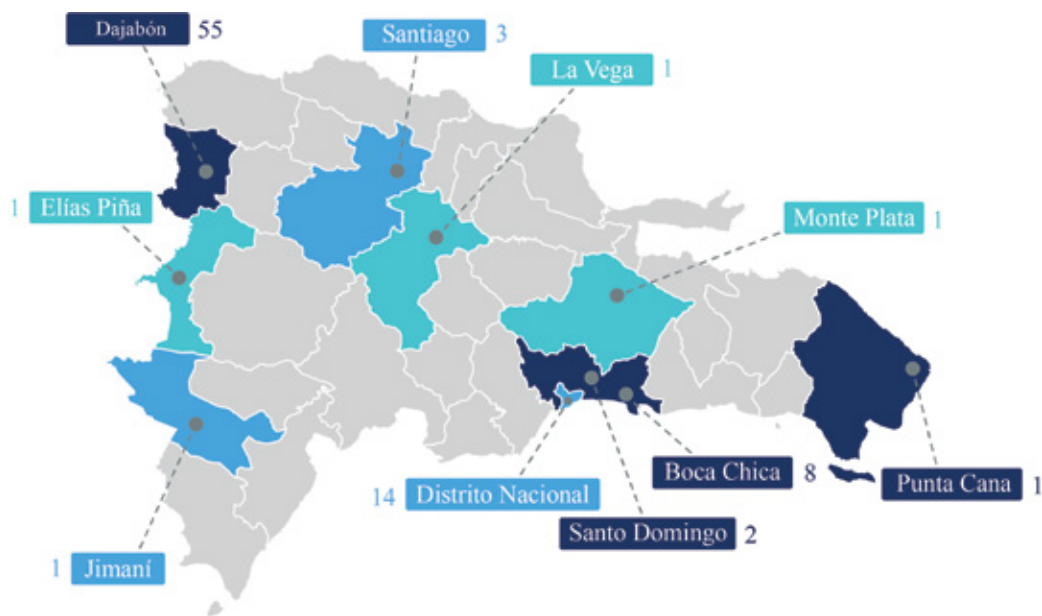 Dajabón 55
Santiago 3
La Vega 1
1 Elías Piña
Monte Plata 1
Boca Chica 8
14 Distrito Nacional
Punta Cana 1
Santo Domingo 2
1 Jimaní